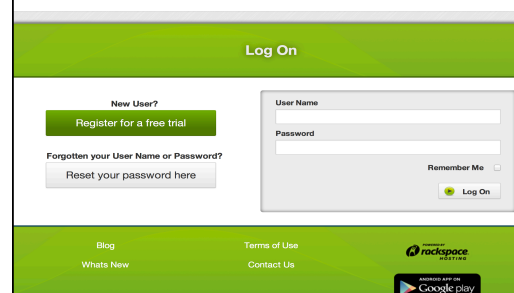 Log On
New User?
Register for a free trial
Forgotten your User Name or Password?
Reset your password here
User Name
Password
Remember Me
Log On
Blog
Whats New
Terms of Use
Contact Us
POWERED BY
rackspace.
HOSTING
ANDROID APP ON
Google play